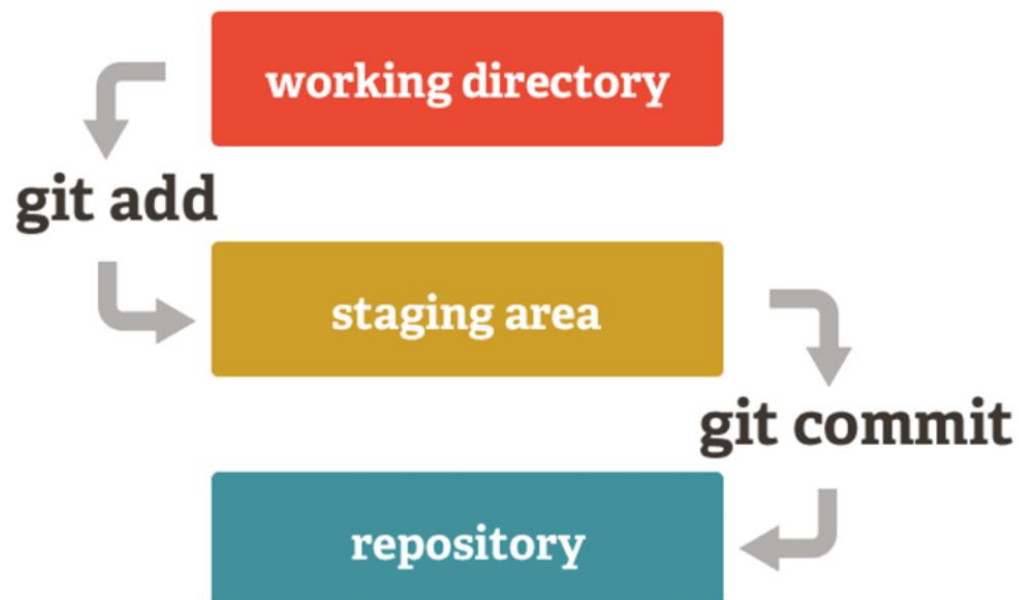 working directory
git add
staging area
git commit
repository